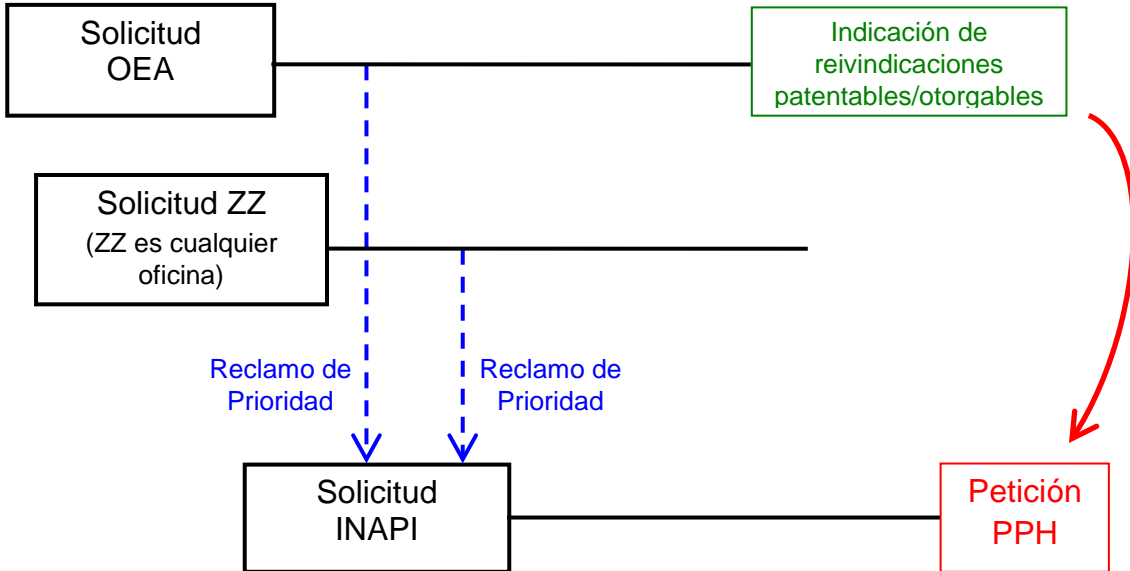 Solicitud
OEA
Indicación de
reivindicaciones
patentables/otorgables
Solicitud ZZ
(ZZ es cualquier
oficina)
Reclamo de
Prioridad
Reclamo de
Prioridad
Solicitud
INAPI
Petición
PPH